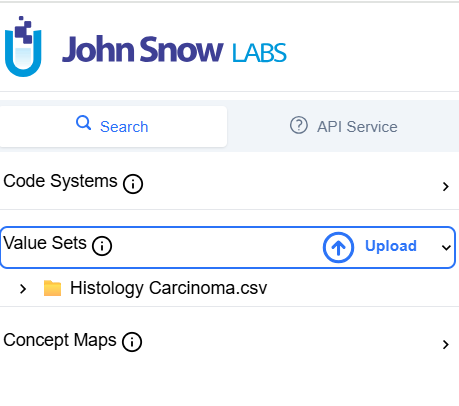 John Snow LABS
Search
API Service
Code Systems
Value Sets
Upload
Histology Carcinoma.csv
Concept Maps